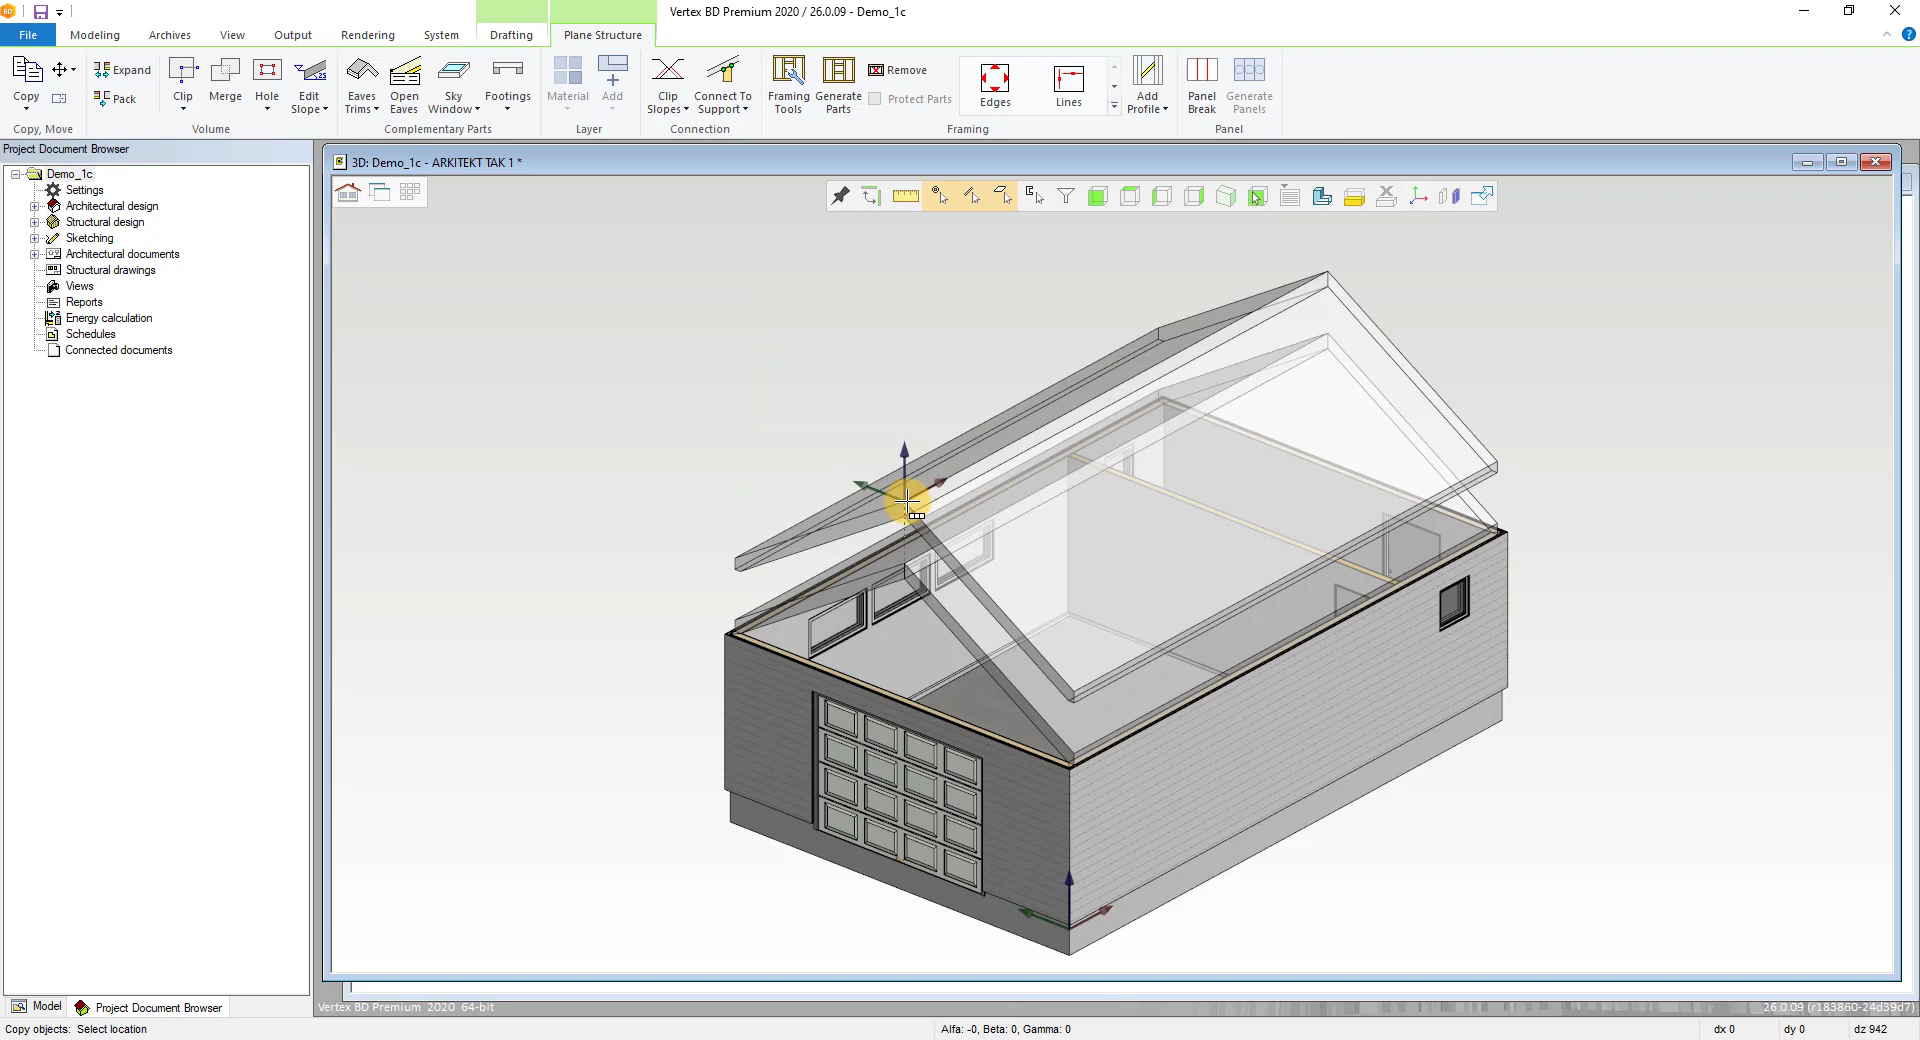 BD
Vertex BD Premium 2020 / 26.0.09 - Demo_1c
File
Modeling
Archives
View
Output
Rendering
System
Drafting
Plane Structure
Copy
Expand
Pack
Copy, Move
Clip
Merge
Hole
Edit Slope
Volume
Eaves Trims
Open Eaves
Sky Window
Footings
Complementary Parts
Material
Add
Layer
Clip Slopes
Connect To Support
Connection
Framing Tools
Generate Parts
Remove
Protect Parts
Edges
Lines
Add Profile
Framing
Panel Break
Generate Panels
Panel
Project Document Browser
Demo_1c
Settings
Architectural design
Structural design
Sketching
Architectural documents
Structural drawings
Views
Reports
Energy calculation
Schedules
Connected documents
3D: Demo_1c - ARKITEKT TAK 1 *
Model
Project Document Browser
Vertex BD Premium 2020 64-bit
26.0.09 (r183860-24d39d7)
Copy objects: Select location
Alfa: -0, Beta: 0, Gamma: 0
dx 0
dy 0
dz 942